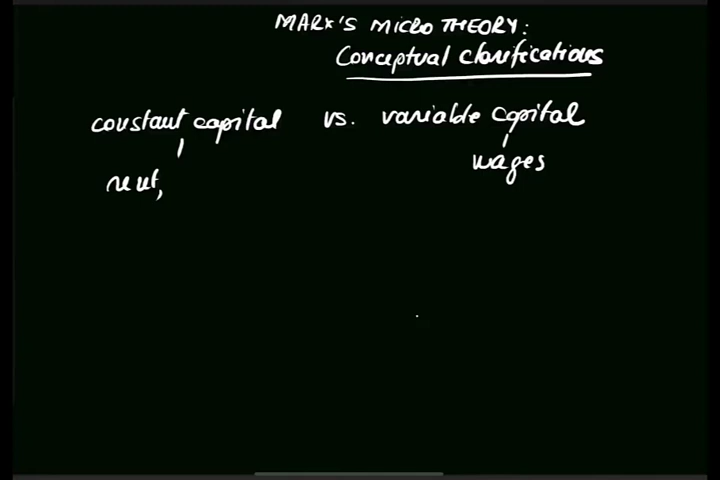 MARX'S MICRO THEORY:
Conceptual clarifications
constant capital vs. variable capital
wages
rent,